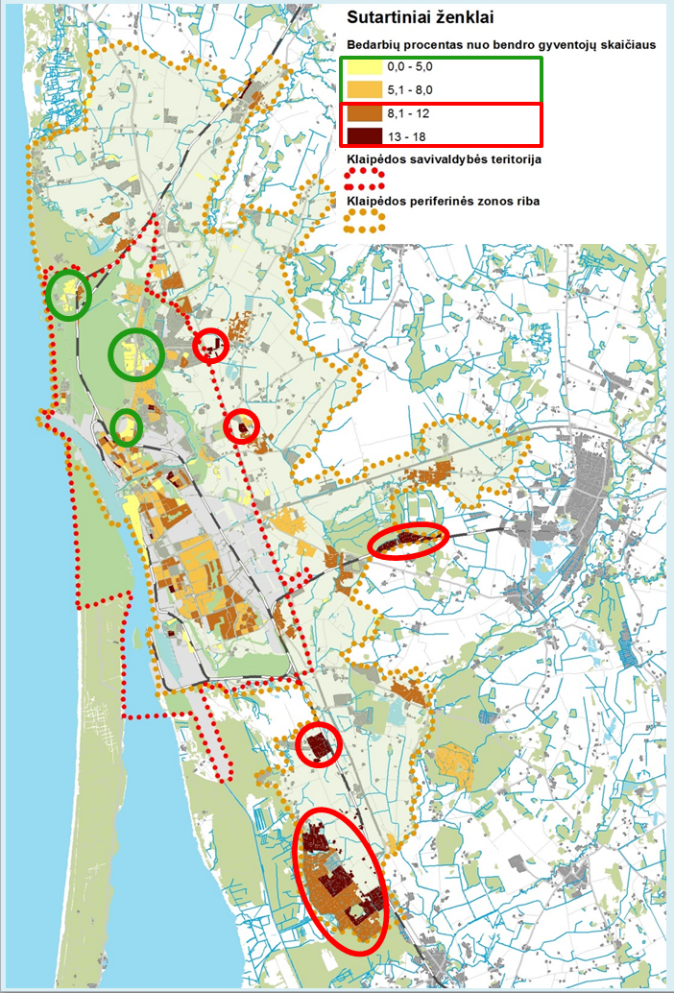 Sutartiniai ženklai
Bedarbių procentas nuo bendro gyventojų skaičiaus
0,0 - 5,0
5,1 - 8,0
8,1 - 12
13 - 18
Klaipėdos savivaldybės teritorija
Klaipėdos periferinės zonos riba